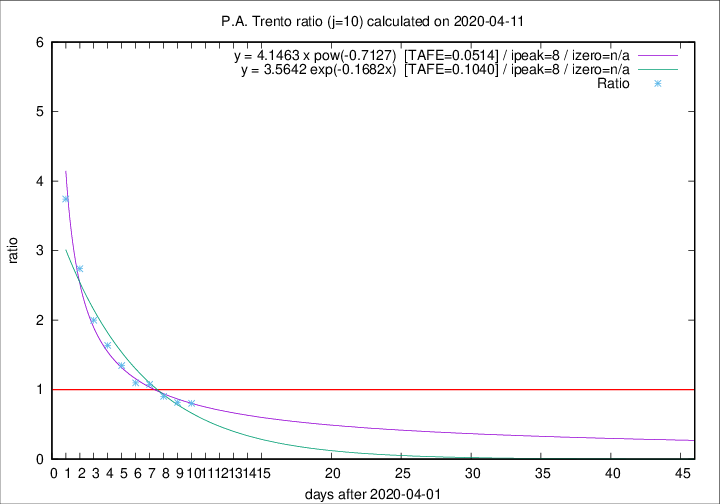 P.A. Trento ratio (j=10) calculated on 2020-04-11
y = 4.1463 x pow(-0.7127) [TAFE=0.0514] / ipeak=8 / izero=n/a
y = 3.5642 exp(-0.1682x) [TAFE=0.1040] / ipeak=8 / izero=n/a
Ratio
6
5
4
3
2
1
0
ratio
0 1 2 3 4 5 6 7 8 9 10 11 12 13 14 15 20 25 30 35 40 45
days after 2020-04-01